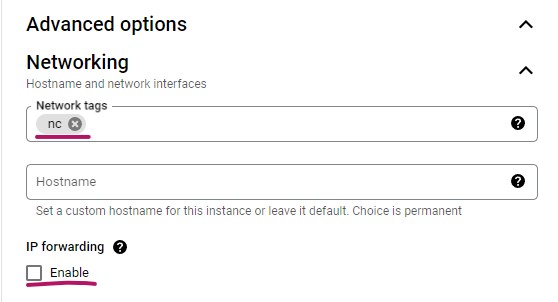 Advanced options
Networking
Hostname and network interfaces
Network tags
nc
Hostname
Set a custom hostname for this instance or leave it default. Choice is permanent
IP forwarding
Enable